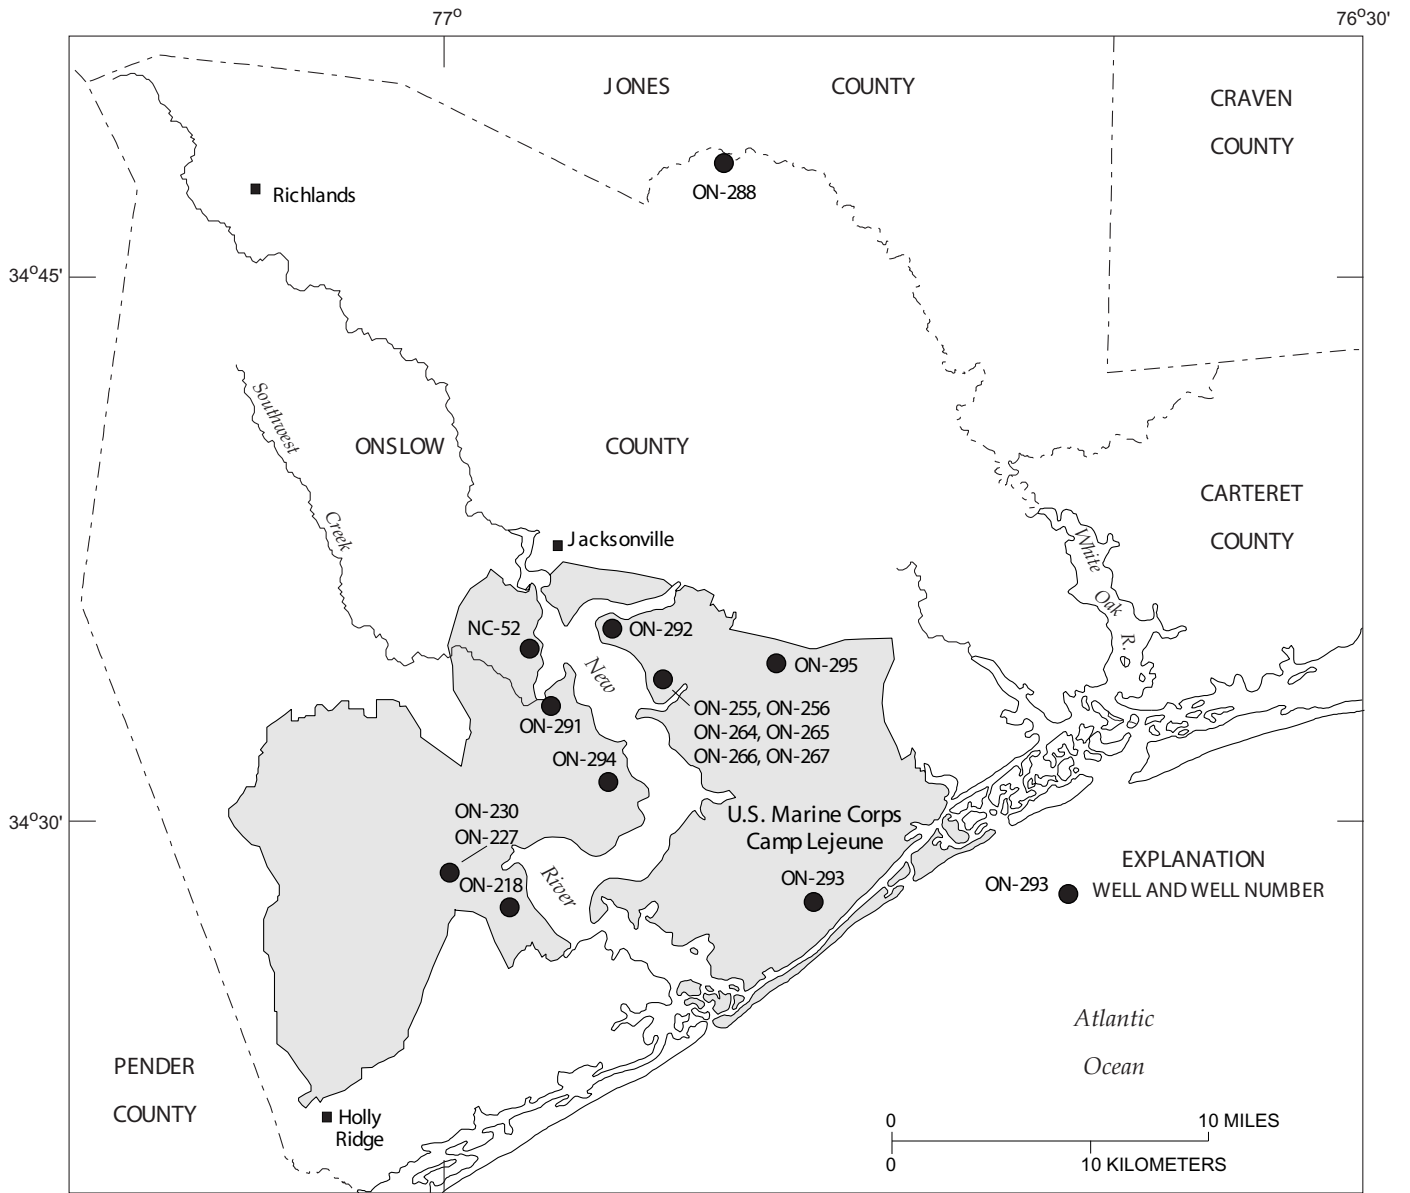 77°
76°30'
JONES COUNTY
CRAVEN
COUNTY
ON-288
Richlands
34°45'
Southwest
Creek
ONSLOW COUNTY
CARTERET
COUNTY
Jacksonville
White
Oak
R.
NC-52
ON-292
New
ON-295
ON-255, ON-256
ON-264, ON-265
ON-266, ON-267
ON-291
ON-294
34°30'
ON-230
ON-227
U.S. Marine Corps
Camp Lejeune
ON-218
River
ON-293
EXPLANATION
ON-293 WELL AND WELL NUMBER
Atlantic
Ocean
PENDER
COUNTY
Holly
Ridge
0 10 MILES
0 10 KILOMETERS